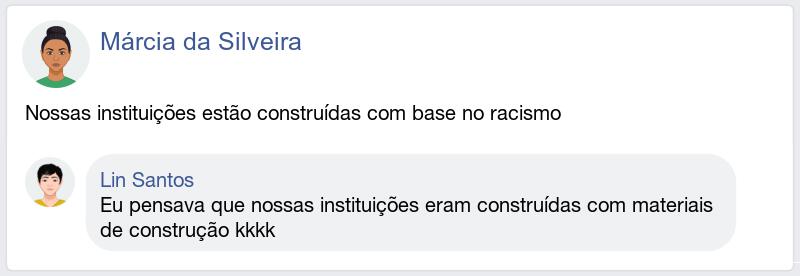 Márcia da Silveira
Nossas instituições estão construídas com base no racismo
Lin Santos
Eu pensava que nossas instituições eram construídas com materiais
de construção kkkk